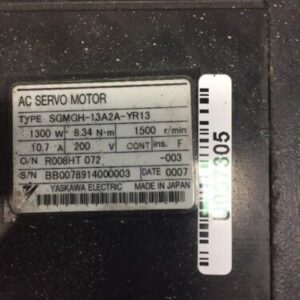 AC SERVO MOTOR
TYPE SGMGH-13A2A-YR13
1300 W 8.34 N·m 1500 r/min
10.7 A 200 V CONT ins. F
O/N R008HT 072 -003
S/N BB0078914000003 DATE 0007
YASKAWA ELECTRIC MADE IN JAPAN